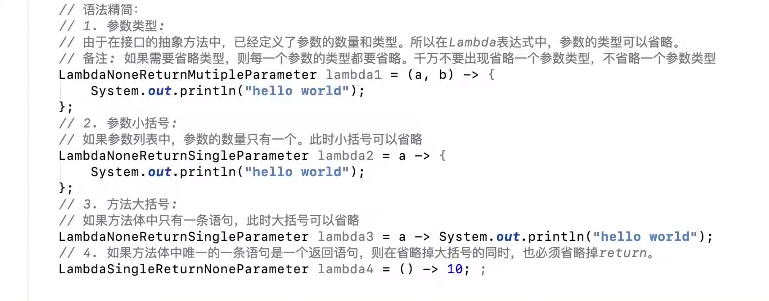 // 语法精简:
// 1. 参数类型:
// 由于在接口的抽象方法中，已经定义了参数的数量和类型。所以在Lambda表达式中，参数的类型可以省略。
// 备注: 如果需要省略类型，则每一个参数的类型都要省略。千万不要出现省略一个参数类型，不省略一个参数类型
LambdaNoneReturnMutipleParameter lambda1 = (a, b) -> {
    System.out.println("hello world");
};
// 2. 参数小括号:
// 如果参数列表中，参数的数量只有一个。此时小括号可以省略
LambdaNoneReturnSingleParameter lambda2 = a -> {
    System.out.println("hello world");
};
// 3. 方法大括号:
// 如果方法体中只有一条语句，此时大括号可以省略
LambdaNoneReturnSingleParameter lambda3 = a -> System.out.println("hello world");
// 4. 如果方法体中唯一的一条语句是一个返回语句，则在省略掉大括号的同时，也必须省略掉return。
LambdaSingleReturnNoneParameter lambda4 = () -> 10; ;